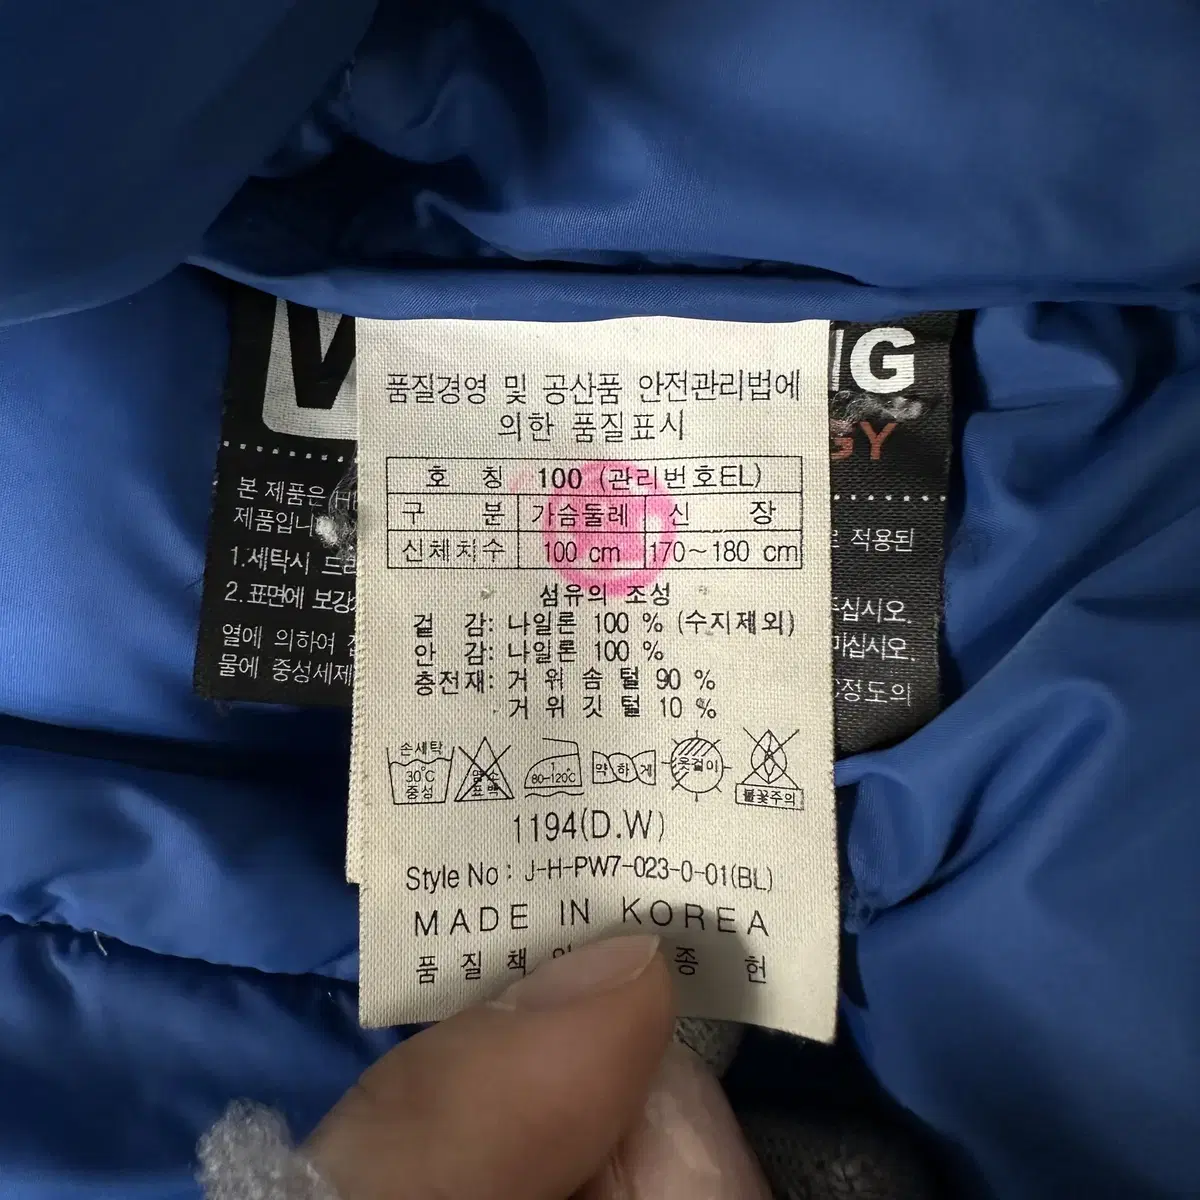 품질경영 및 공산품 안전관리법에
의한 품질표시
호 칭 100 (관리번호EL)
구 분 가슴둘레 신 장
신체치수 100 cm 170~180 cm
섬유의 조성
겉 감: 나일론 100 % (수지제외)
안 감: 나일론 100 %
충전재: 거 위 솜 털 90 %
거 위 깃 털 10 %
손세탁 30℃ 중성 염소 표백 80-120℃ 약하게 옷걸이 불꽃주의
1194(D.W)
Style No : J-H-PW7-023-0-01(BL)
MADE IN KOREA
품 질 책 종 헌
NG
GY
본 제품은
제품입니
1.세탁시
2.표면에 보강
열에 의하여
물에 중성세제
적용된
십시오.
마십시오.
정도의